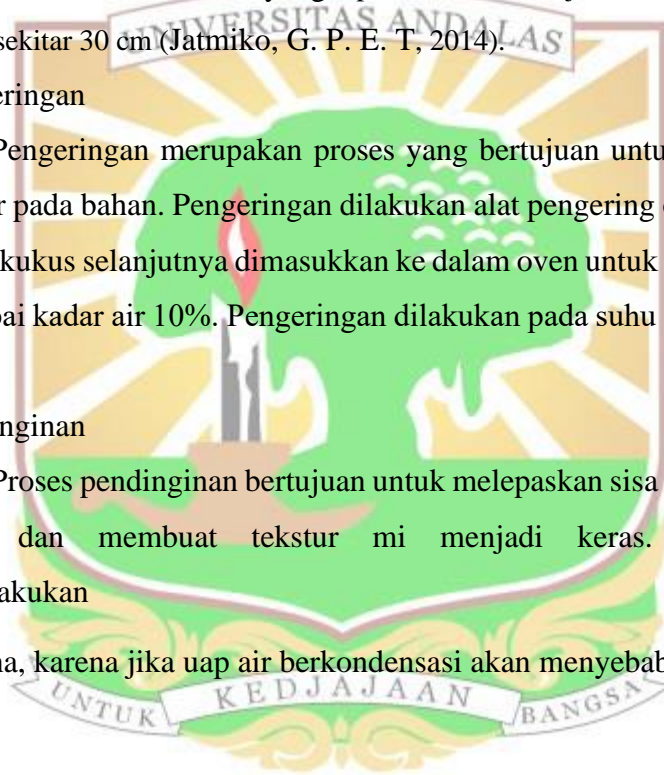 yang
UNIVERSITAS ANDALAS
sekitar 30 cm (Jatmiko, G. P. E. T, 2014).
eringan
Pengeringan merupakan proses yang bertujuan untu
r pada bahan. Pengeringan dilakukan alat pengering
kukus selanjutnya dimasukkan ke dalam oven untuk
ai kadar air 10%. Pengeringan dilakukan pada suhu
nginan
Proses pendinginan bertujuan untuk melepaskan sisa
dan membuat tekstur mi menjadi keras.
akukan
na, karena jika uap air berkondensasi akan menyebab
UNTUK KEDJAJAAN BANGSA